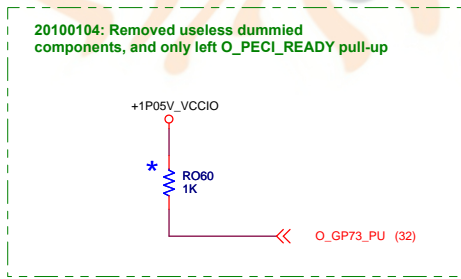 20100104: Removed useless dummied
components, and only left O_PECI_READY pull-up
+1P05V_VCCIO
*
RO60
1K
O_GP73_PU (32)